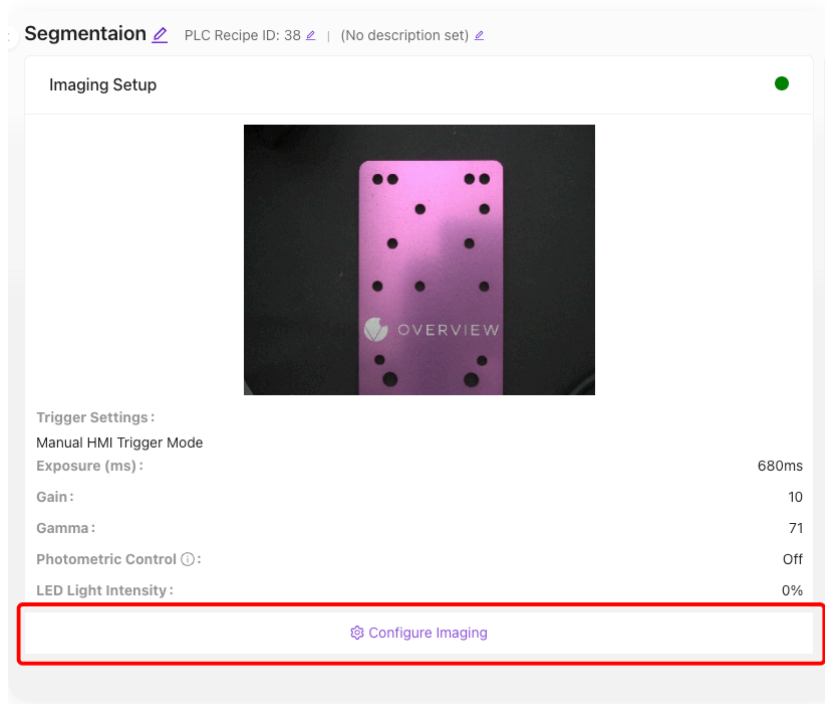 Segmentaion PLC Recipe ID: 38 | (No description set)
Imaging Setup
OVERVIEW
Trigger Settings:
Manual HMI Trigger Mode
Exposure (ms): 680ms
Gain: 10
Gamma: 71
Photometric Control ⓘ: Off
LED Light Intensity: 0%
Configure Imaging